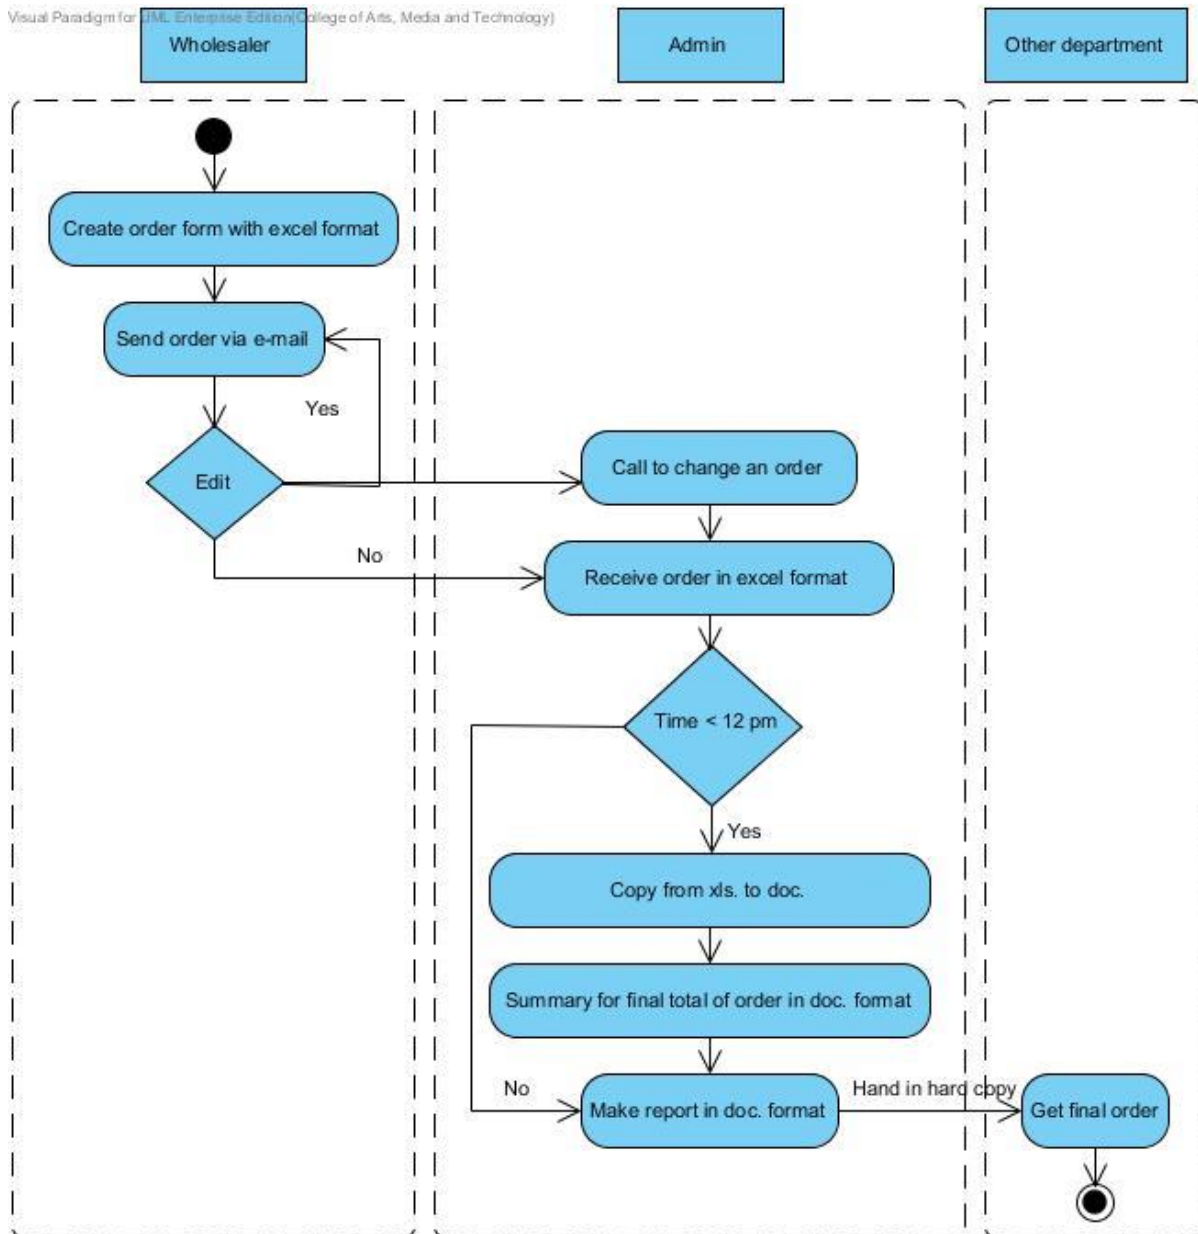 Visual Paradigm for UML Enterprise Edition(College of Arts, Media and Technology)
Wholesaler
Admin
Other department
Create order form with excel format
Send order via e-mail
Yes
Edit
Call to change an order
No
Receive order in excel format
Time < 12 pm
Yes
Copy from xls. to doc.
Summary for final total of order in doc. format
No
Make report in doc. format
Hand in hard copy
Get final order